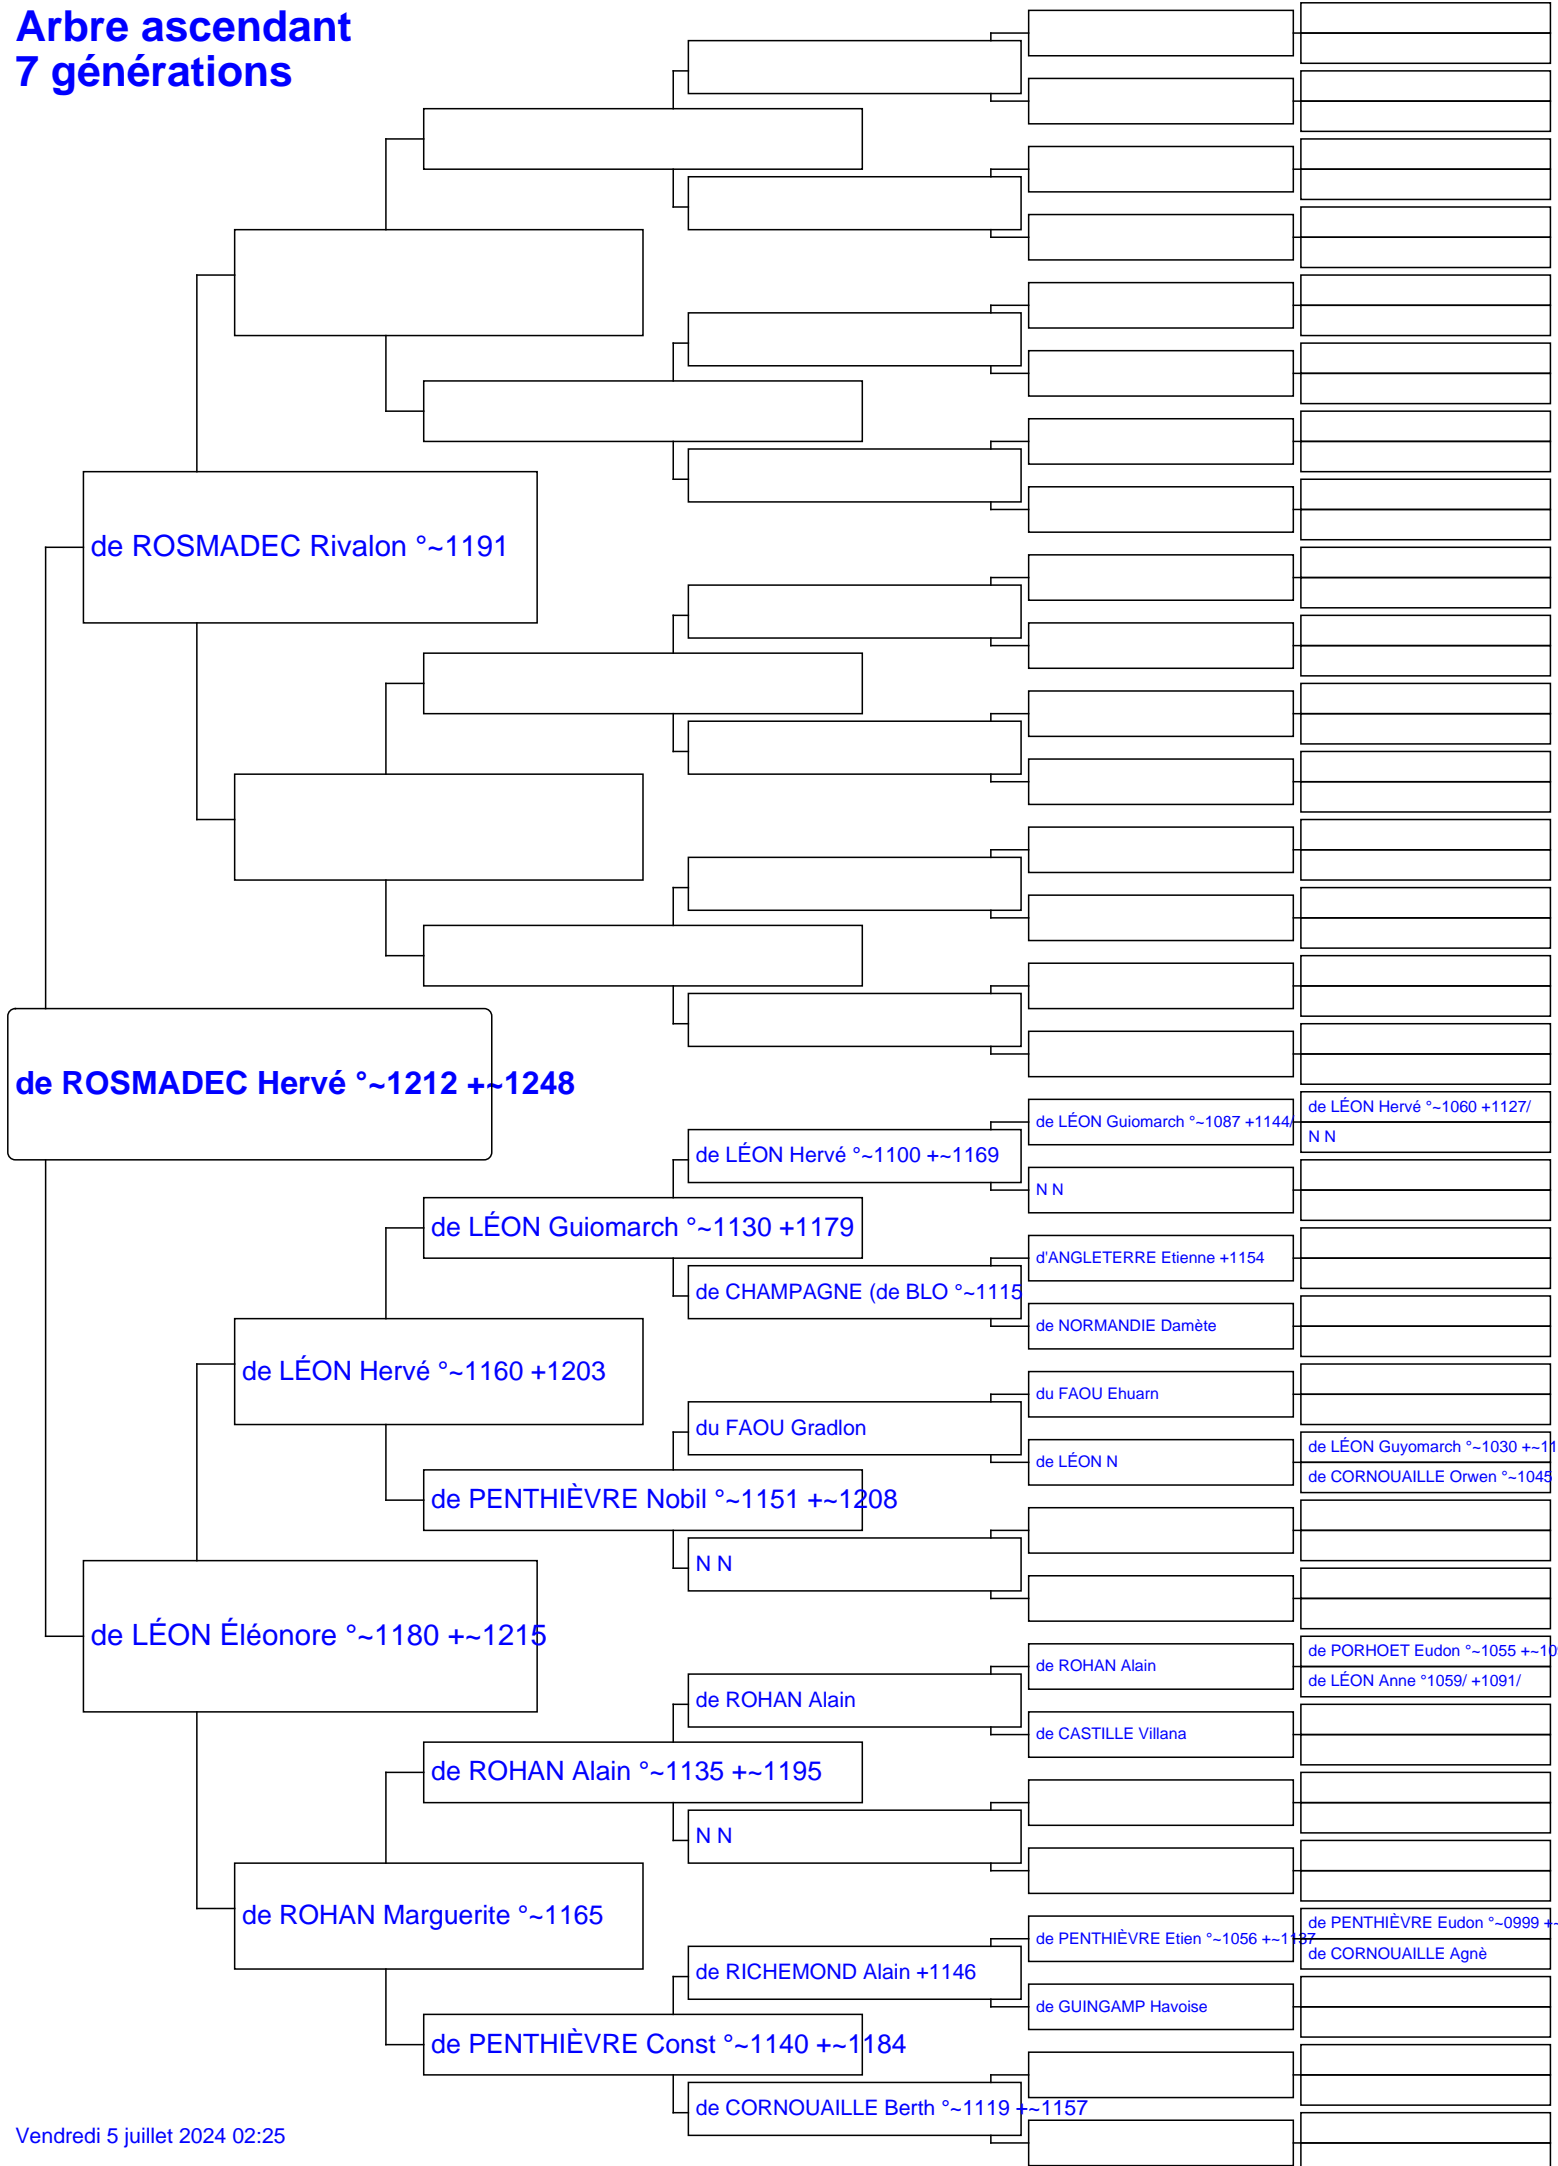 Arbre ascendant
7 générations
de ROSMADEC Rivalon °~1191
de ROSMADEC Hervé °~1212 +~1248
de LÉON Guiomarch °~1087 +1144/
de LÉON Hervé °~1060 +1127/
N N
de LÉON Hervé °~1100 +~1169
N N
de LÉON Guiomarch °~1130 +1179
d'ANGLETERRE Etienne +1154
de CHAMPAGNE (de BLO °~1115
de NORMANDIE Damète
de LÉON Hervé °~1160 +1203
du FAOU Ehuarn
du FAOU Gradlon
de LÉON N
de LÉON Guyomarch °~1030 +~11
de CORNOUAILLE Orwen °~1045
de PENTHIÈVRE Nobil °~1151 +~1208
N N
de LÉON Éléonore °~1180 +~1215
de ROHAN Alain
de PORHOET Eudon °~1055 +~10
de LÉON Anne °1059/ +1091/
de ROHAN Alain
de CASTILLE Villana
de ROHAN Alain °~1135 +~1195
N N
de ROHAN Marguerite °~1165
de PENTHIÈVRE Etien °~1056 +~1137
de PENTHIÈVRE Eudon °~0999 +~
de CORNOUAILLE Agnè
de RICHEMOND Alain +1146
de GUINGAMP Havoise
de PENTHIÈVRE Const °~1140 +~1184
de CORNOUAILLE Berth °~1119 +~1157
Vendredi 5 juillet 2024 02:25